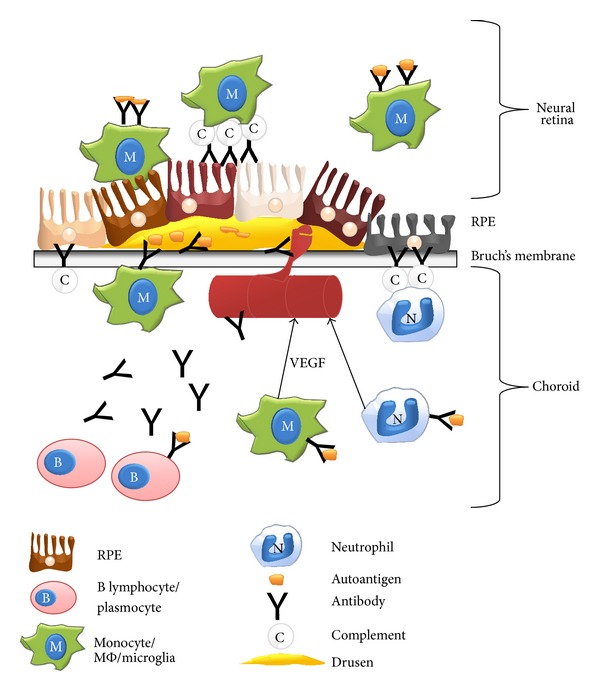 M
C C C
M
M
Neural
retina
RPE
Bruch's membrane
C
C C
M
N
VEGF
Choroid
M
N
B
B
RPE
B lymphocyte/
plasmocyte
B
M
Monocyte/
MΦ/microglia
N
Neutrophil
Autoantigen
Antibody
C
Complement
Drusen